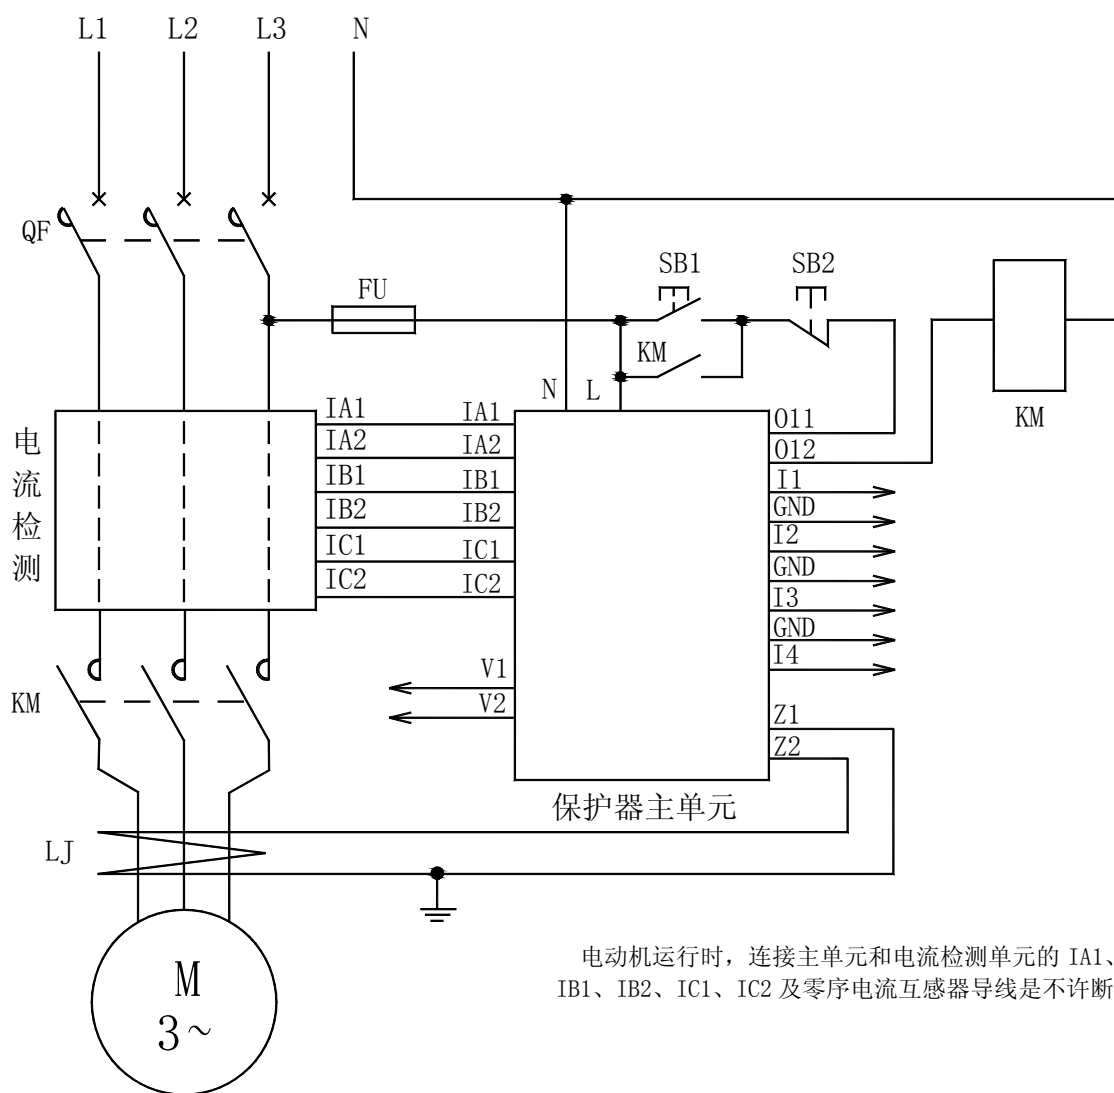 L1 L2 L3 N
QF
SB1 SB2
FU
KM
N L
KM
电流检测
IA1 IA1
IA2 IA2
IB1 IB1
IB2 IB2
IC1 IC1
IC2 IC2
O11
O12
I1
GND
I2
GND
I3
GND
I4
V1
V2
KM
Z1
Z2
保护器主单元
LJ
M
3~
电动机运行时，连接主单元和电流检测单元的 IA1、
IB1、IB2、IC1、IC2 及零序电流互感器导线是不许断